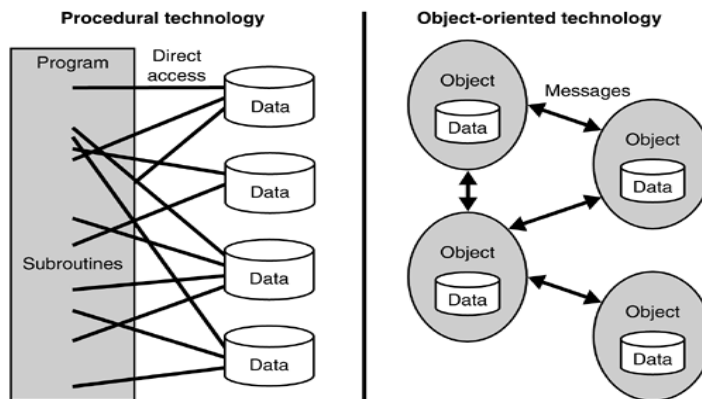 Procedural technology
Program
Direct
access
Data
Data
Subroutines
Data
Data
Object-oriented technology
Object
Data
Messages
Object
Data
Object
Data
Object
Data